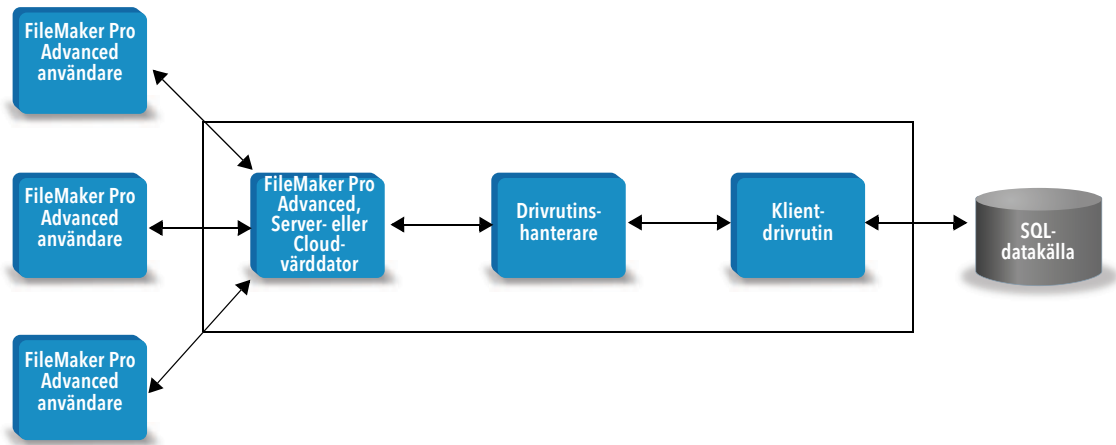 FileMaker Pro
Advanced
användare
FileMaker Pro
Advanced
användare
FileMaker Pro
Advanced
användare
FileMaker Pro
Advanced,
Server- eller
Cloud-
värddator
Drivrutins-
hanterare
Klient-
drivrutin
SQL-
datakälla